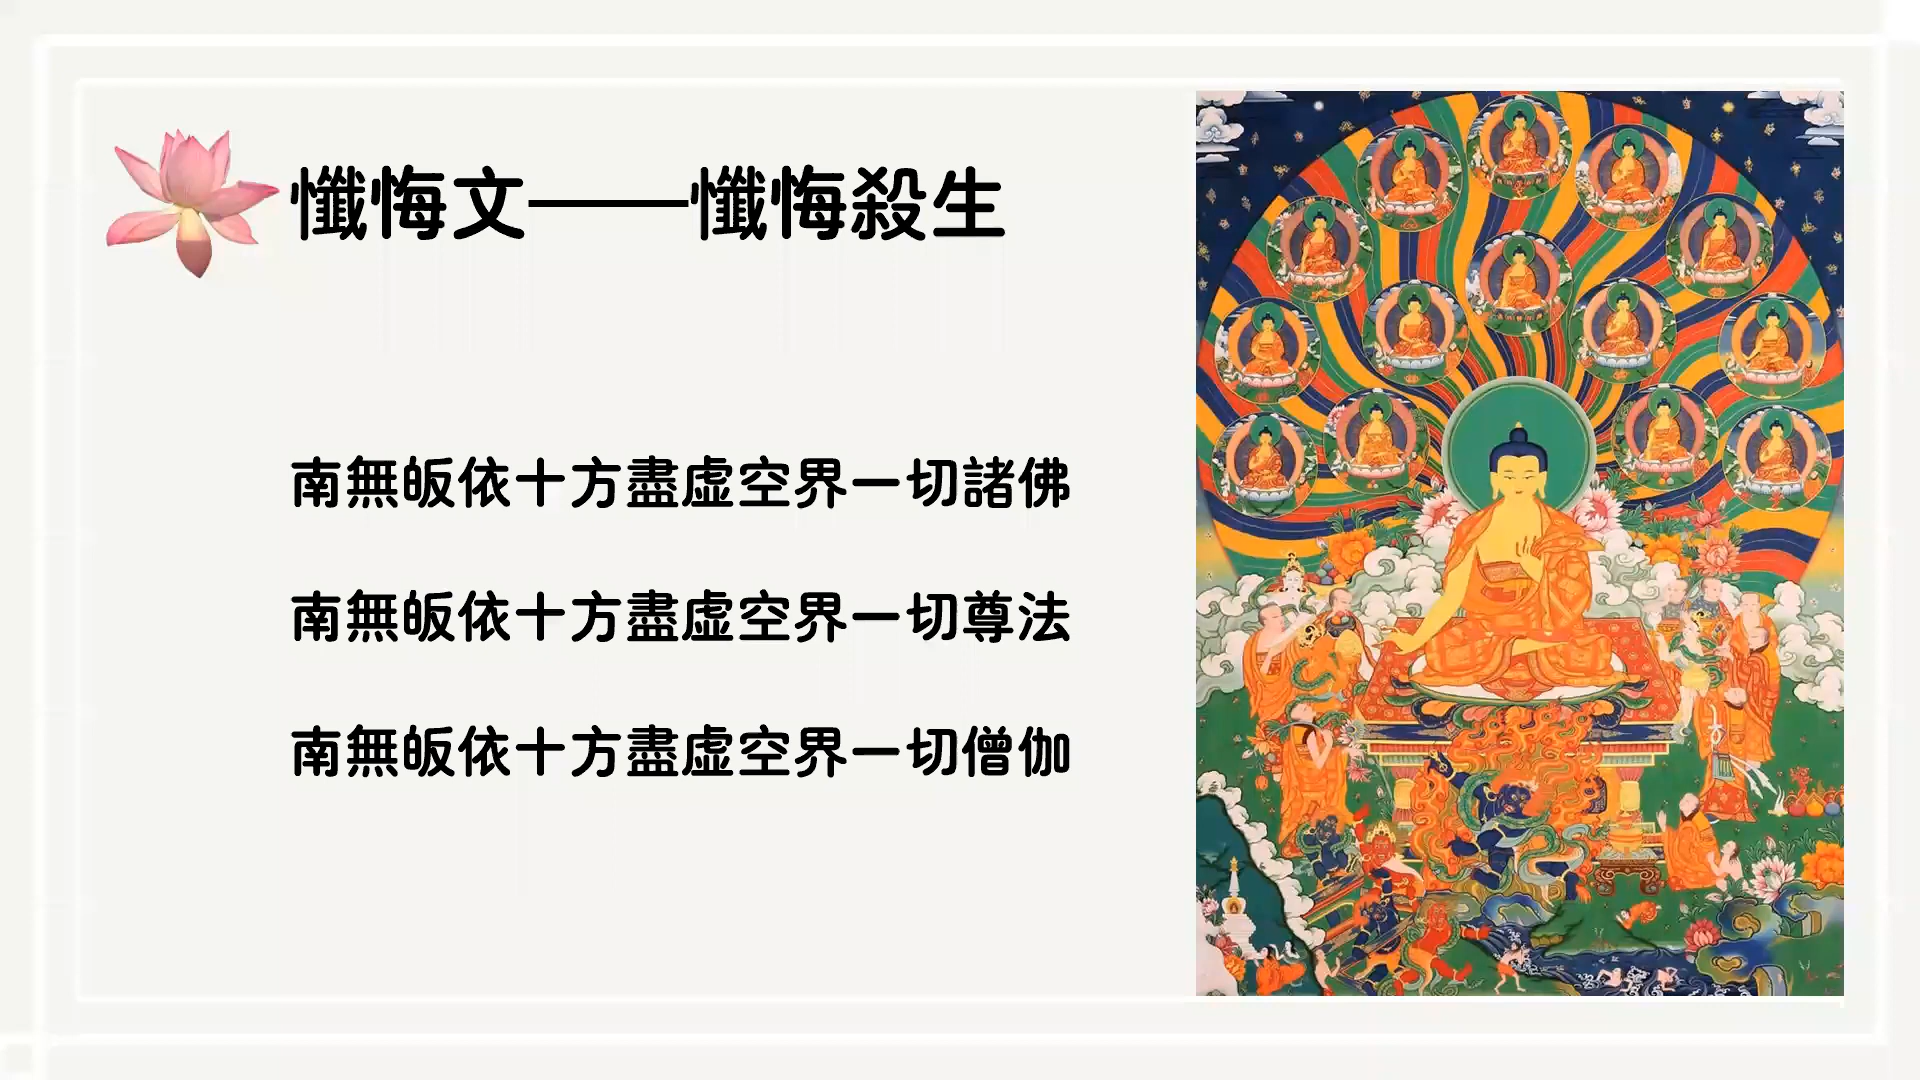 懺悔文——懺悔殺生
南無皈依十方盡虛空界一切諸佛
南無皈依十方盡虛空界一切尊法
南無皈依十方盡虛空界一切僧伽